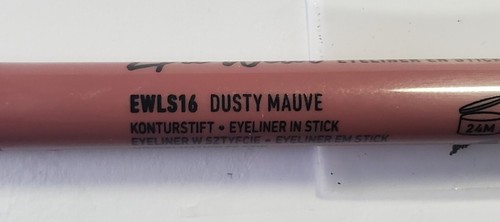 EYELINER EN STICK
EWLS16 DUSTY MAUVE
KONTURSTIFT • EYELINER IN STICK
EYELINER W SZTYFCIE • EYELINER EM STICK
24M